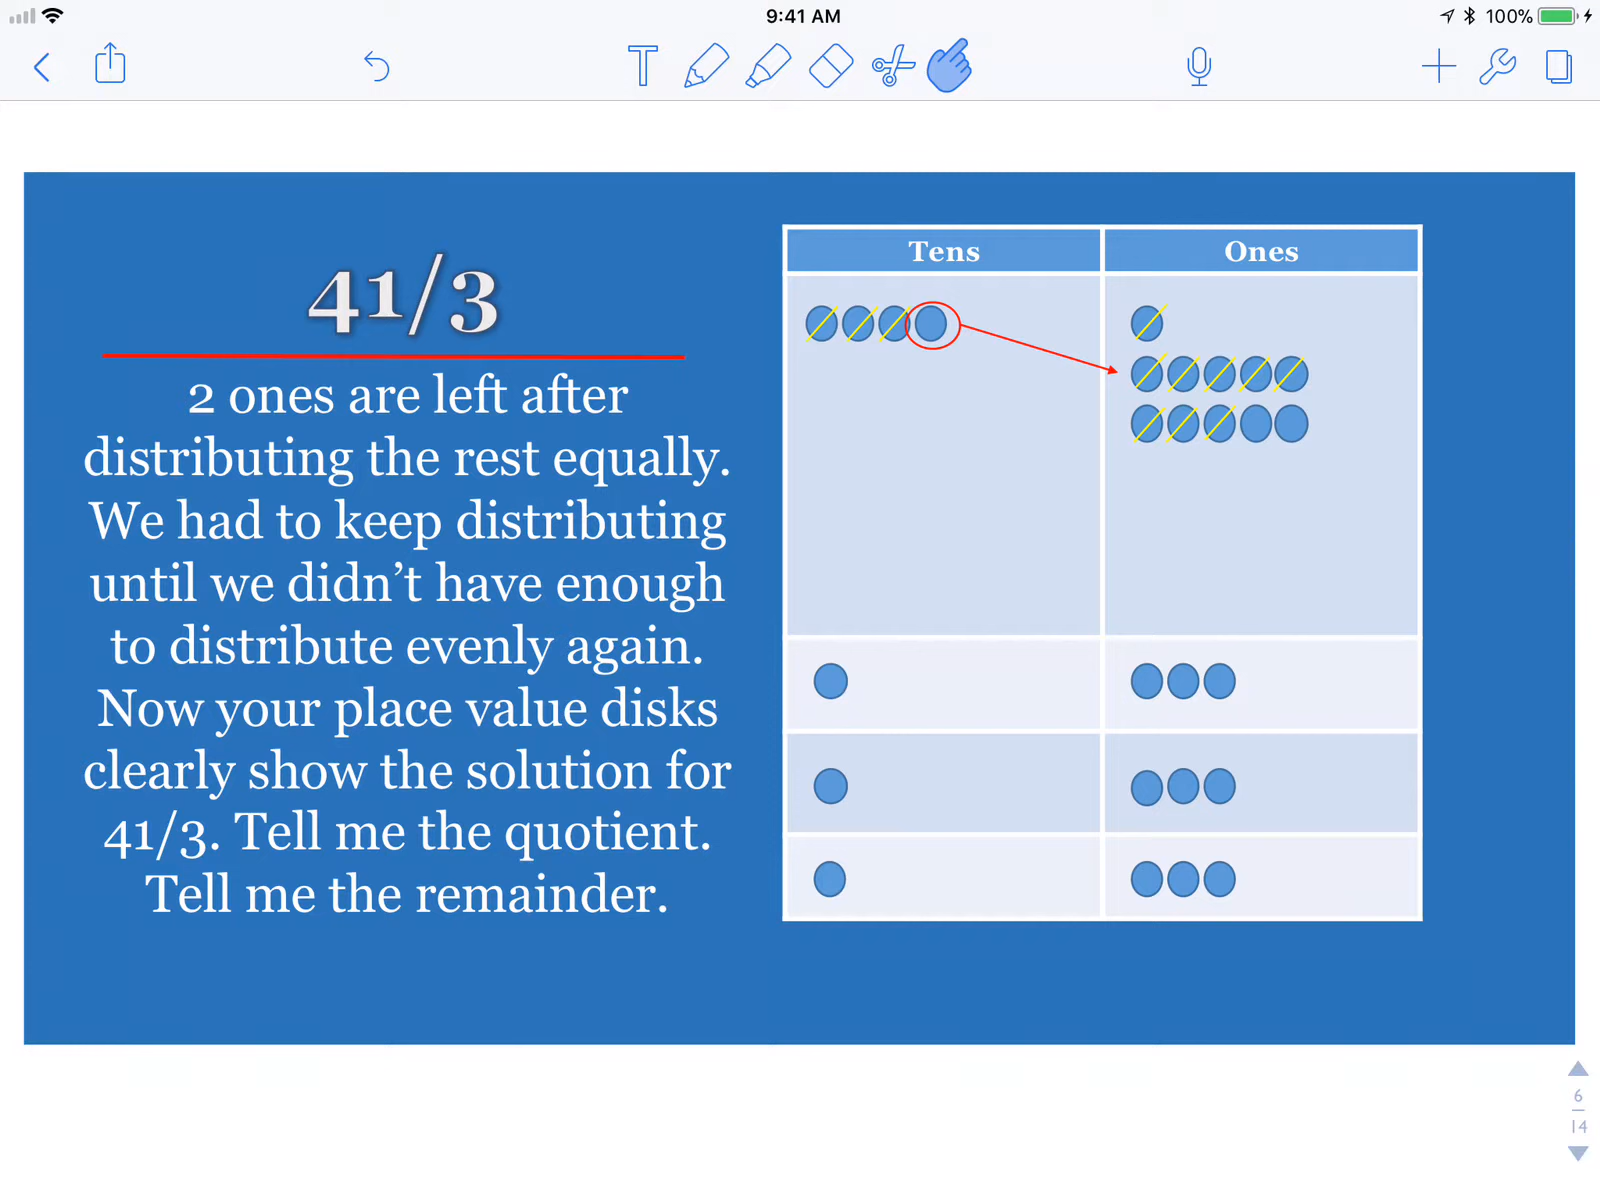 9:41 AM
100%
T
41/3
2 ones are left after
distributing the rest equally.
We had to keep distributing
until we didn’t have enough
to distribute evenly again.
Now your place value disks
clearly show the solution for
41/3. Tell me the quotient.
Tell me the remainder.
Tens
Ones
6
14